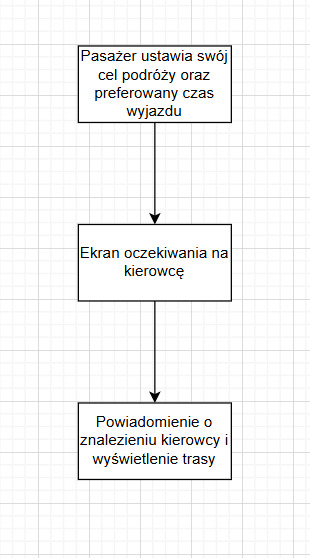 Pasażer ustawia swój
cel podróży oraz
preferowany czas
wyjazdu
Ekran oczekiwania na
kierowcę
Powiadomienie o
znalezieniu kierowcy i
wyświetlenie trasy